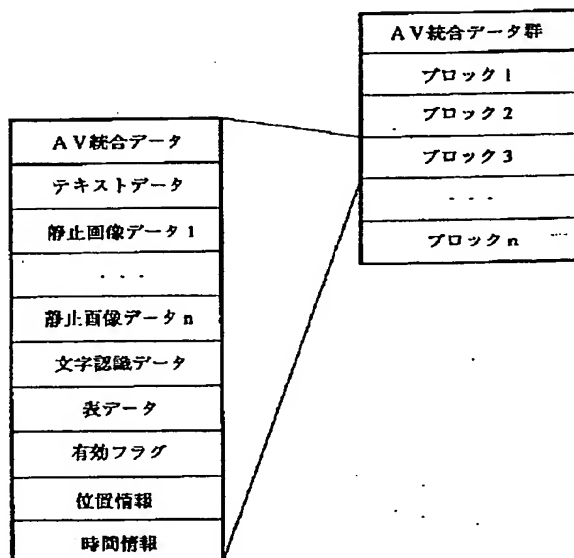 AV統合データ群
ブロック1
ブロック2
ブロック3
・・・
ブロックn
AV統合データ
テキストデータ
静止画像データ1
・・・
静止画像データn
文字認識データ
表データ
有効フラグ
位置情報
時間情報